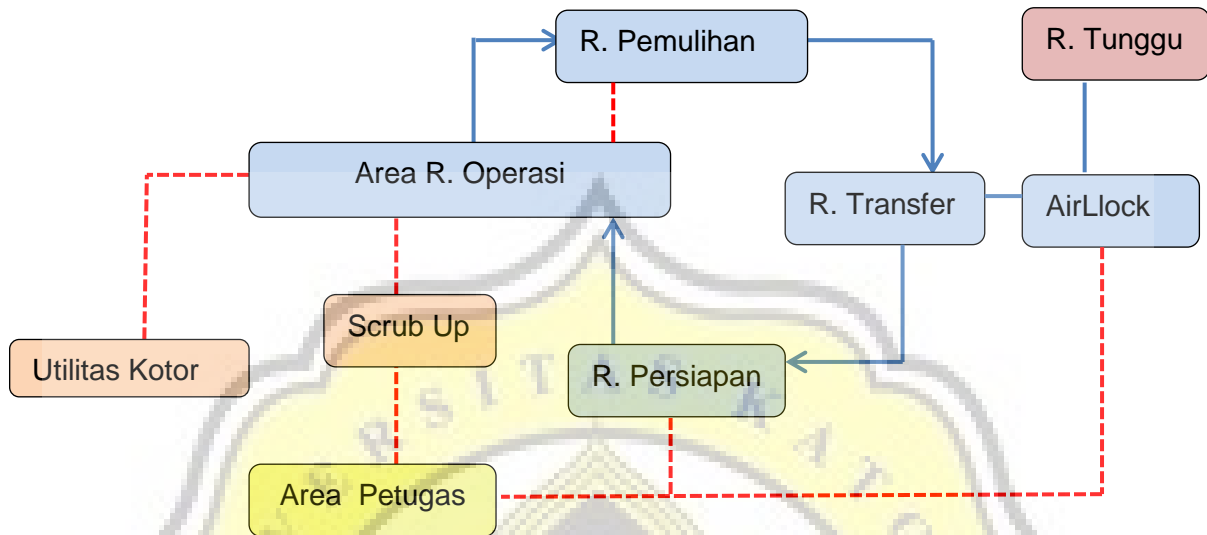 R. Pemulihan
R. Tunggu
Area R. Operasi
R. Transfer
AirLlock
Scrub Up
Utilitas Kotor
R. Persiapan
Area Petugas
E R S I T A S K A T O